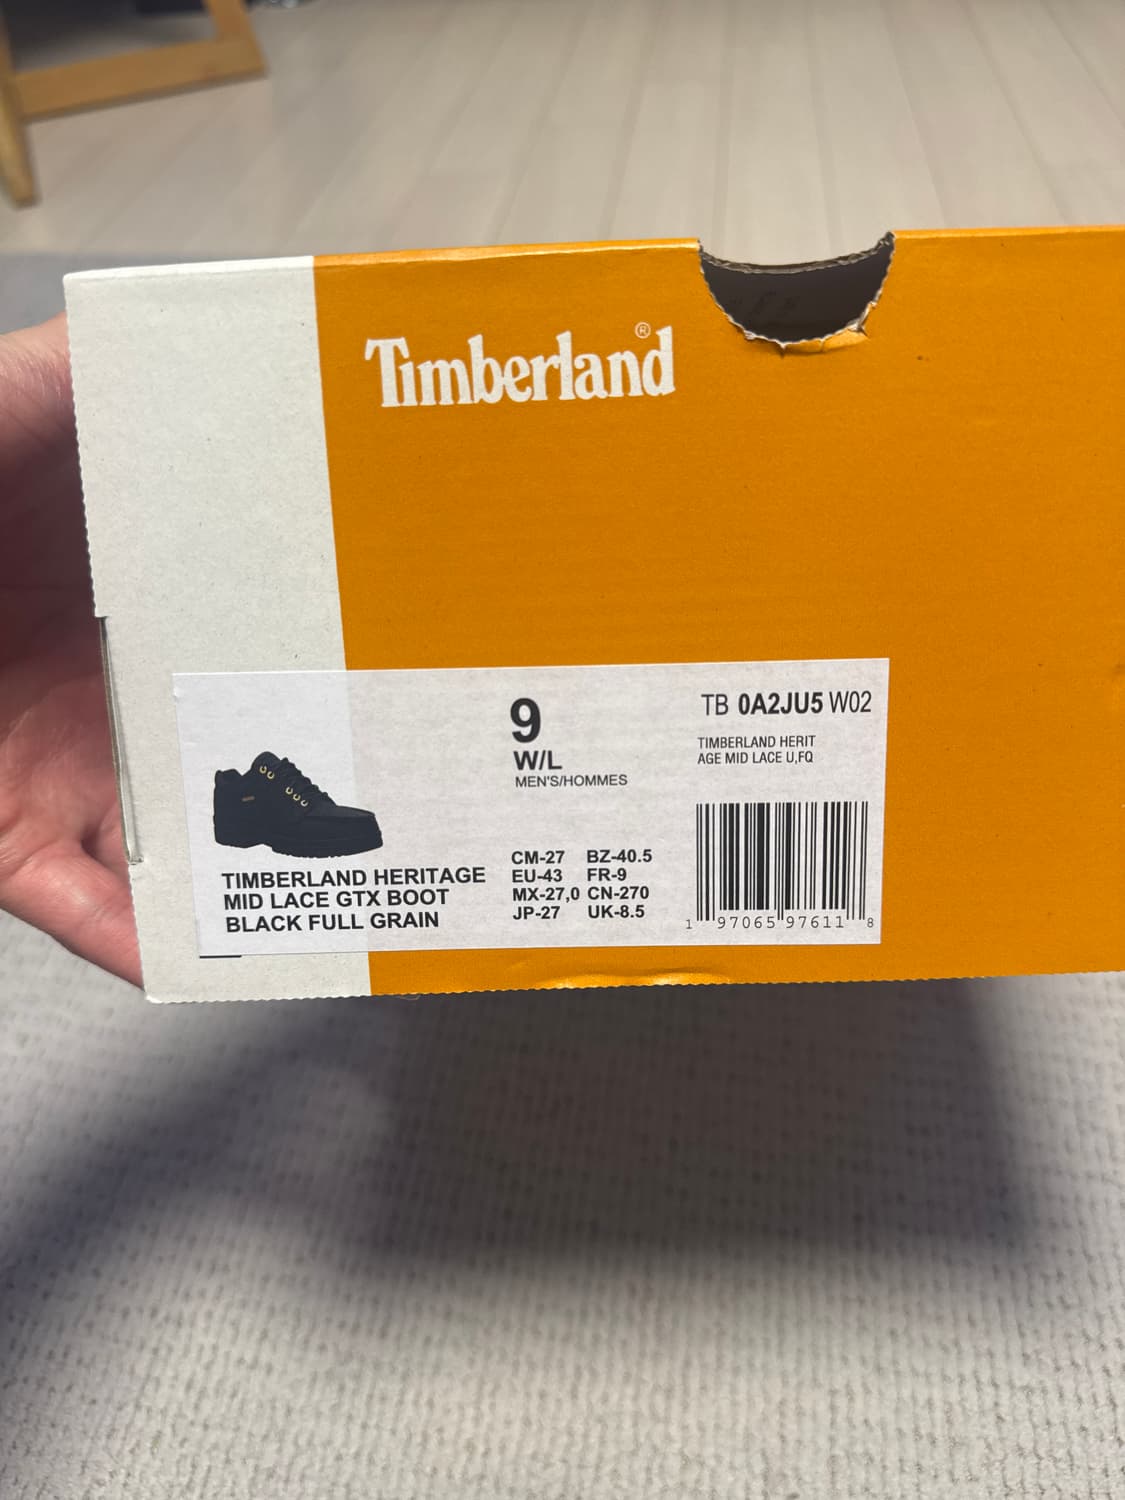 Timberland®
9
W/L
MEN'S/HOMMES
TB 0A2JU5 W02
TIMBERLAND HERIT
AGE MID LACE U,FQ
TIMBERLAND HERITAGE
MID LACE GTX BOOT
BLACK FULL GRAIN
CM-27 BZ-40.5
EU-43 FR-9
MX-27,0 CN-270
JP-27 UK-8.5
1 97065 97611 8